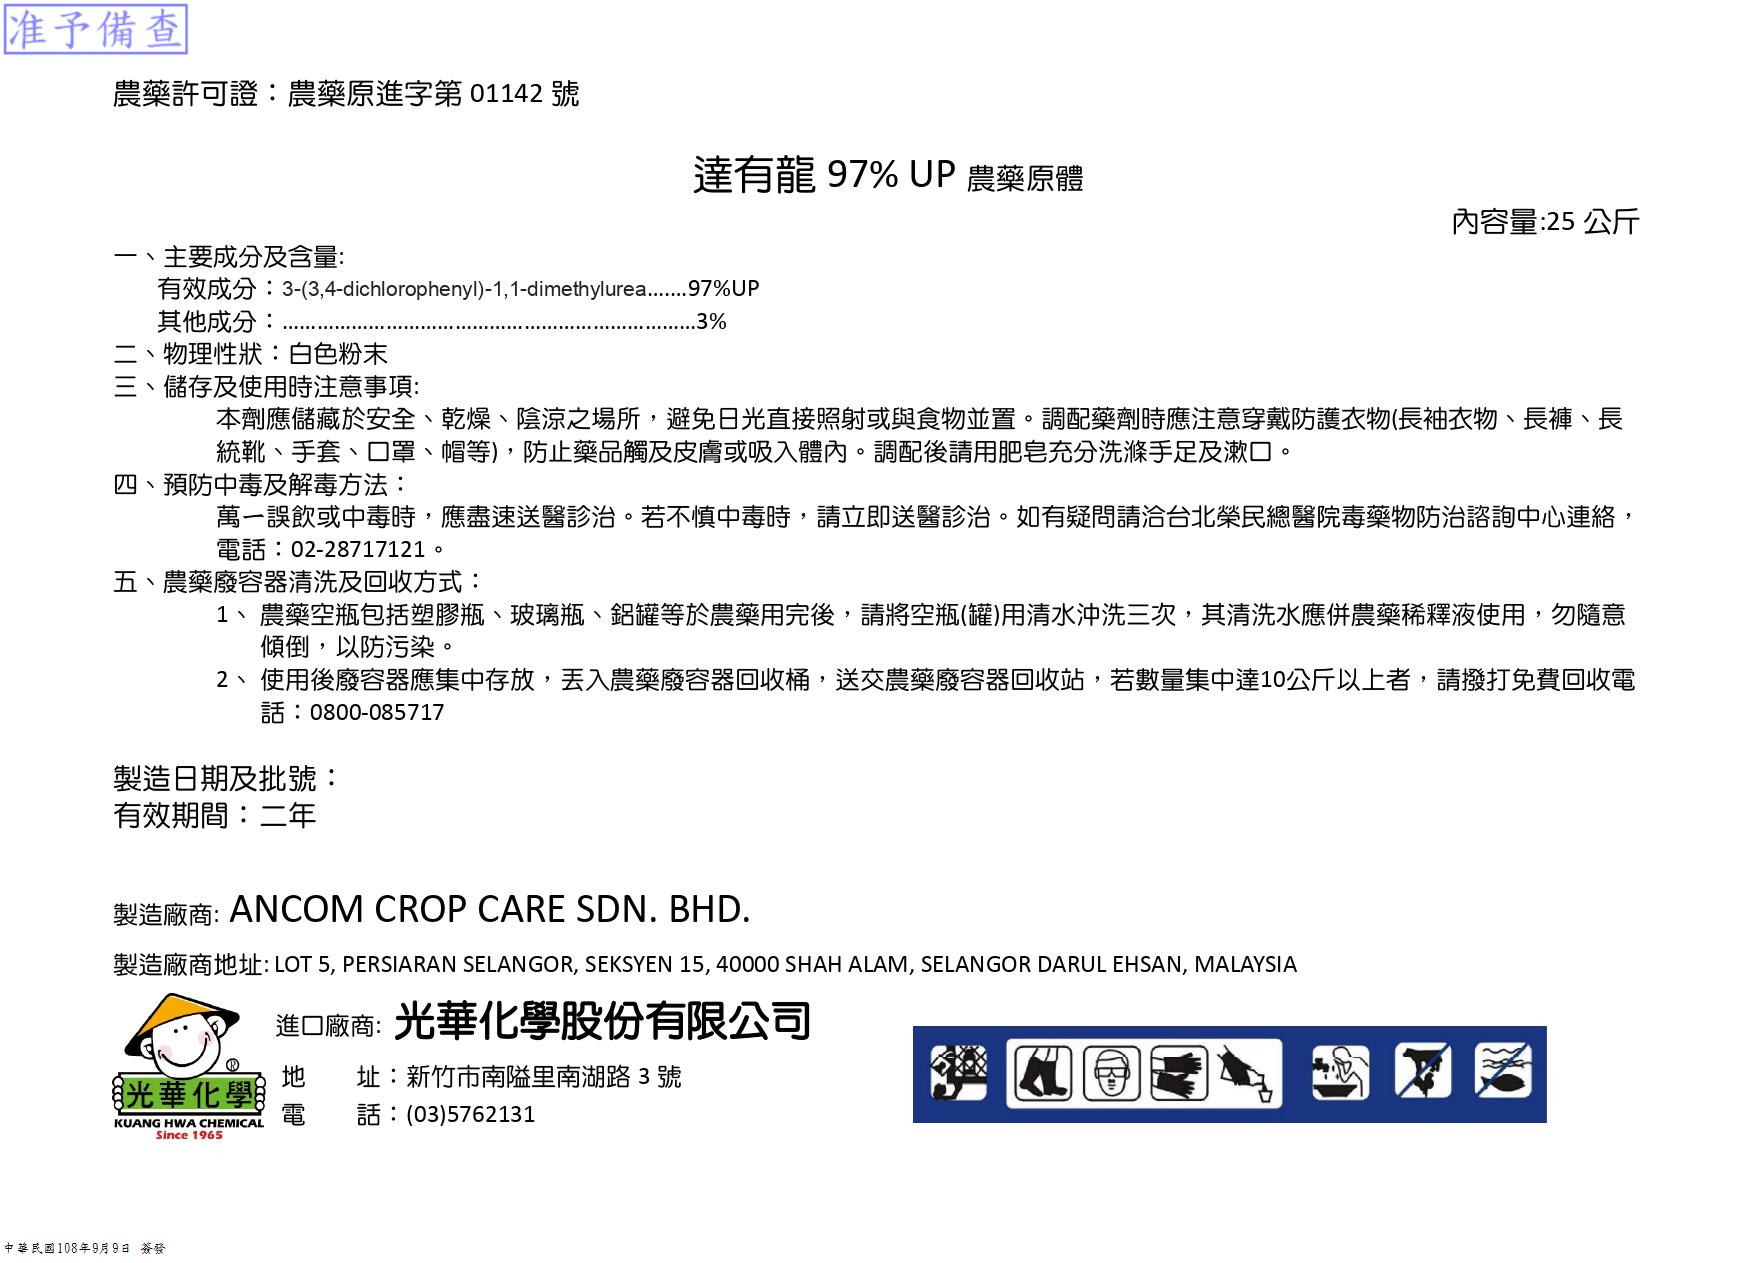 准予備查
農藥許可證：農藥原進字第 01142 號
達有龍 97% UP 農藥原體
內容量:25 公斤
一、主要成分及含量:
有效成分：3-(3,4-dichlorophenyl)-1,1-dimethylurea.......97%UP
其他成分：........................................................................3%
二、物理性狀：白色粉末
三、儲存及使用時注意事項:
本劑應儲藏於安全、乾燥、陰涼之場所，避免日光直接照射或與食物並置。調配藥劑時應注意穿戴防護衣物(長袖衣物、長褲、長
統靴、手套、口罩、帽等)，防止藥品觸及皮膚或吸入體內。調配後請用肥皂充分洗滌手足及漱口。
四、預防中毒及解毒方法：
萬一誤飲或中毒時，應盡速送醫診治。若不慎中毒時，請立即送醫診治。如有疑問請洽台北榮民總醫院毒藥物防治諮詢中心連絡，
電話：02-28717121。
五、農藥廢容器清洗及回收方式：
1、 農藥空瓶包括塑膠瓶、玻璃瓶、鋁罐等於農藥用完後，請將空瓶(罐)用清水沖洗三次，其清洗水應併農藥稀釋液使用，勿隨意
傾倒，以防污染。
2、 使用後廢容器應集中存放，丟入農藥廢容器回收桶，送交農藥廢容器回收站，若數量集中達10公斤以上者，請撥打免費回收電
話：0800-085717
製造日期及批號：
有效期間：二年
製造廠商: ANCOM CROP CARE SDN. BHD.
製造廠商地址: LOT 5, PERSIARAN SELANGOR, SEKSYEN 15, 40000 SHAH ALAM, SELANGOR DARUL EHSAN, MALAYSIA
進口廠商: 光華化學股份有限公司
地　　址：新竹市南隘里南湖路 3 號
電　　話：(03)5762131
®
光華化學
KUANG HWA CHEMICAL
Since 1965
中華民國108年9月9日 簽發